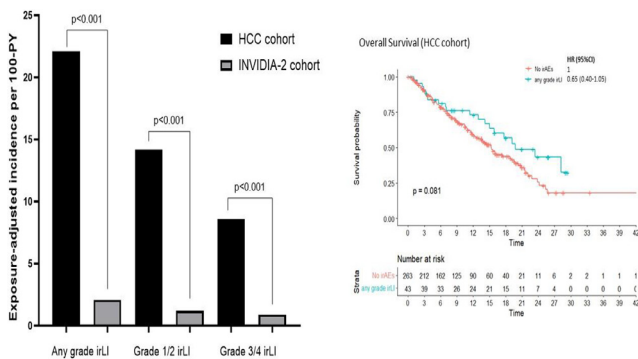 p<0.001
p<0.001
p<0.001
HCC cohort
INVIDIA-2 cohort
Exposure-adjusted incidence per 100-PY
25
20
15
10
5
0
Any grade irLI
Grade 1/2 irLI
Grade 3/4 irLI
Overall Survival (HCC cohort)
HR (95%CI)
No irAEs 1
any grade irLI 0.65 (0.40-1.05)
Survival probability
1.00
0.75
0.50
0.25
0.00
p = 0.081
0 3 6 9 12 15 18 21 24 27 30 33 36 39 42
Time
Number at risk
Strata
No irAEs 263 212 162 125 90 60 40 21 11 6 2 2 1 1 1
any grade irLI 43 39 33 26 24 21 15 11 7 4 0 0 0 0
0 3 6 9 12 15 18 21 24 27 30 33 36 39 42
Time